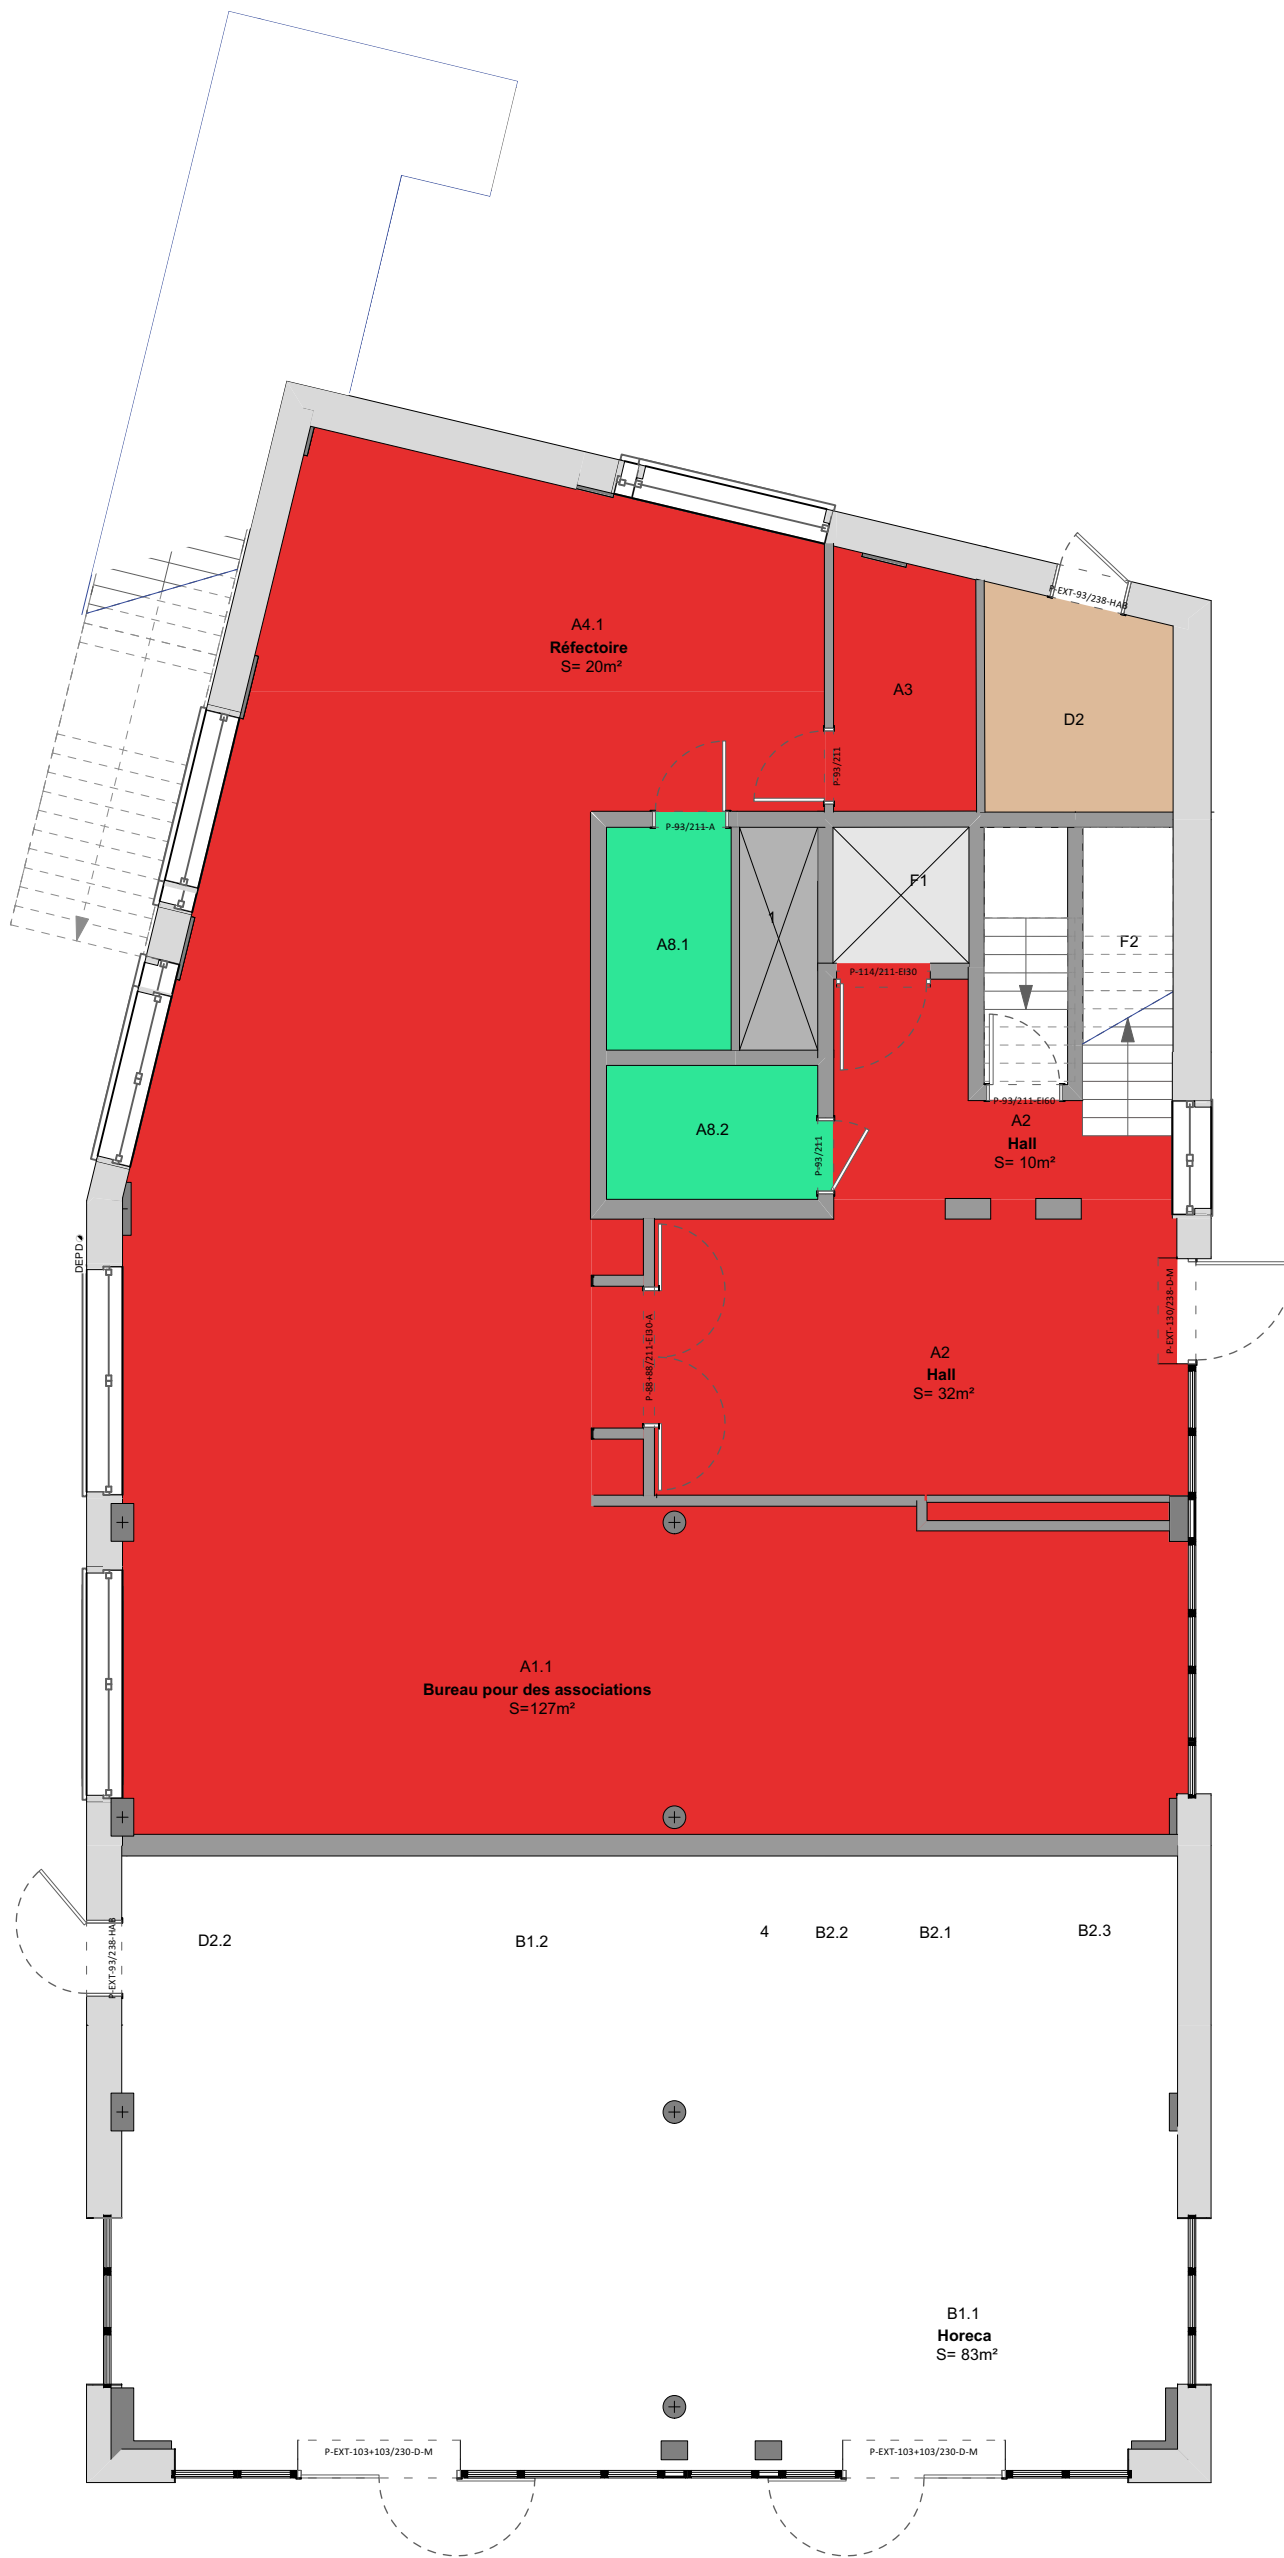 P-EXT-93/238-HAB
A4.1
Réfectoire
S= 20m²
A3
D2
P-93/211
P-93/211-A
F1
1
A8.1
F2
P-114/211-EI30
P-93/211-EI60
A8.2
P-93/211
A2
Hall
S= 10m²
DEPD
P-EXT-130/238-D-M
P-88+88/211-EI30-A
A2
Hall
S= 32m²
A1.1
Bureau pour des associations
S=127m²
P-EXT-93/238-HAB
D2.2
B1.2
4
B2.2
B2.1
B2.3
B1.1
Horeca
S= 83m²
P-EXT-103+103/230-D-M
P-EXT-103+103/230-D-M